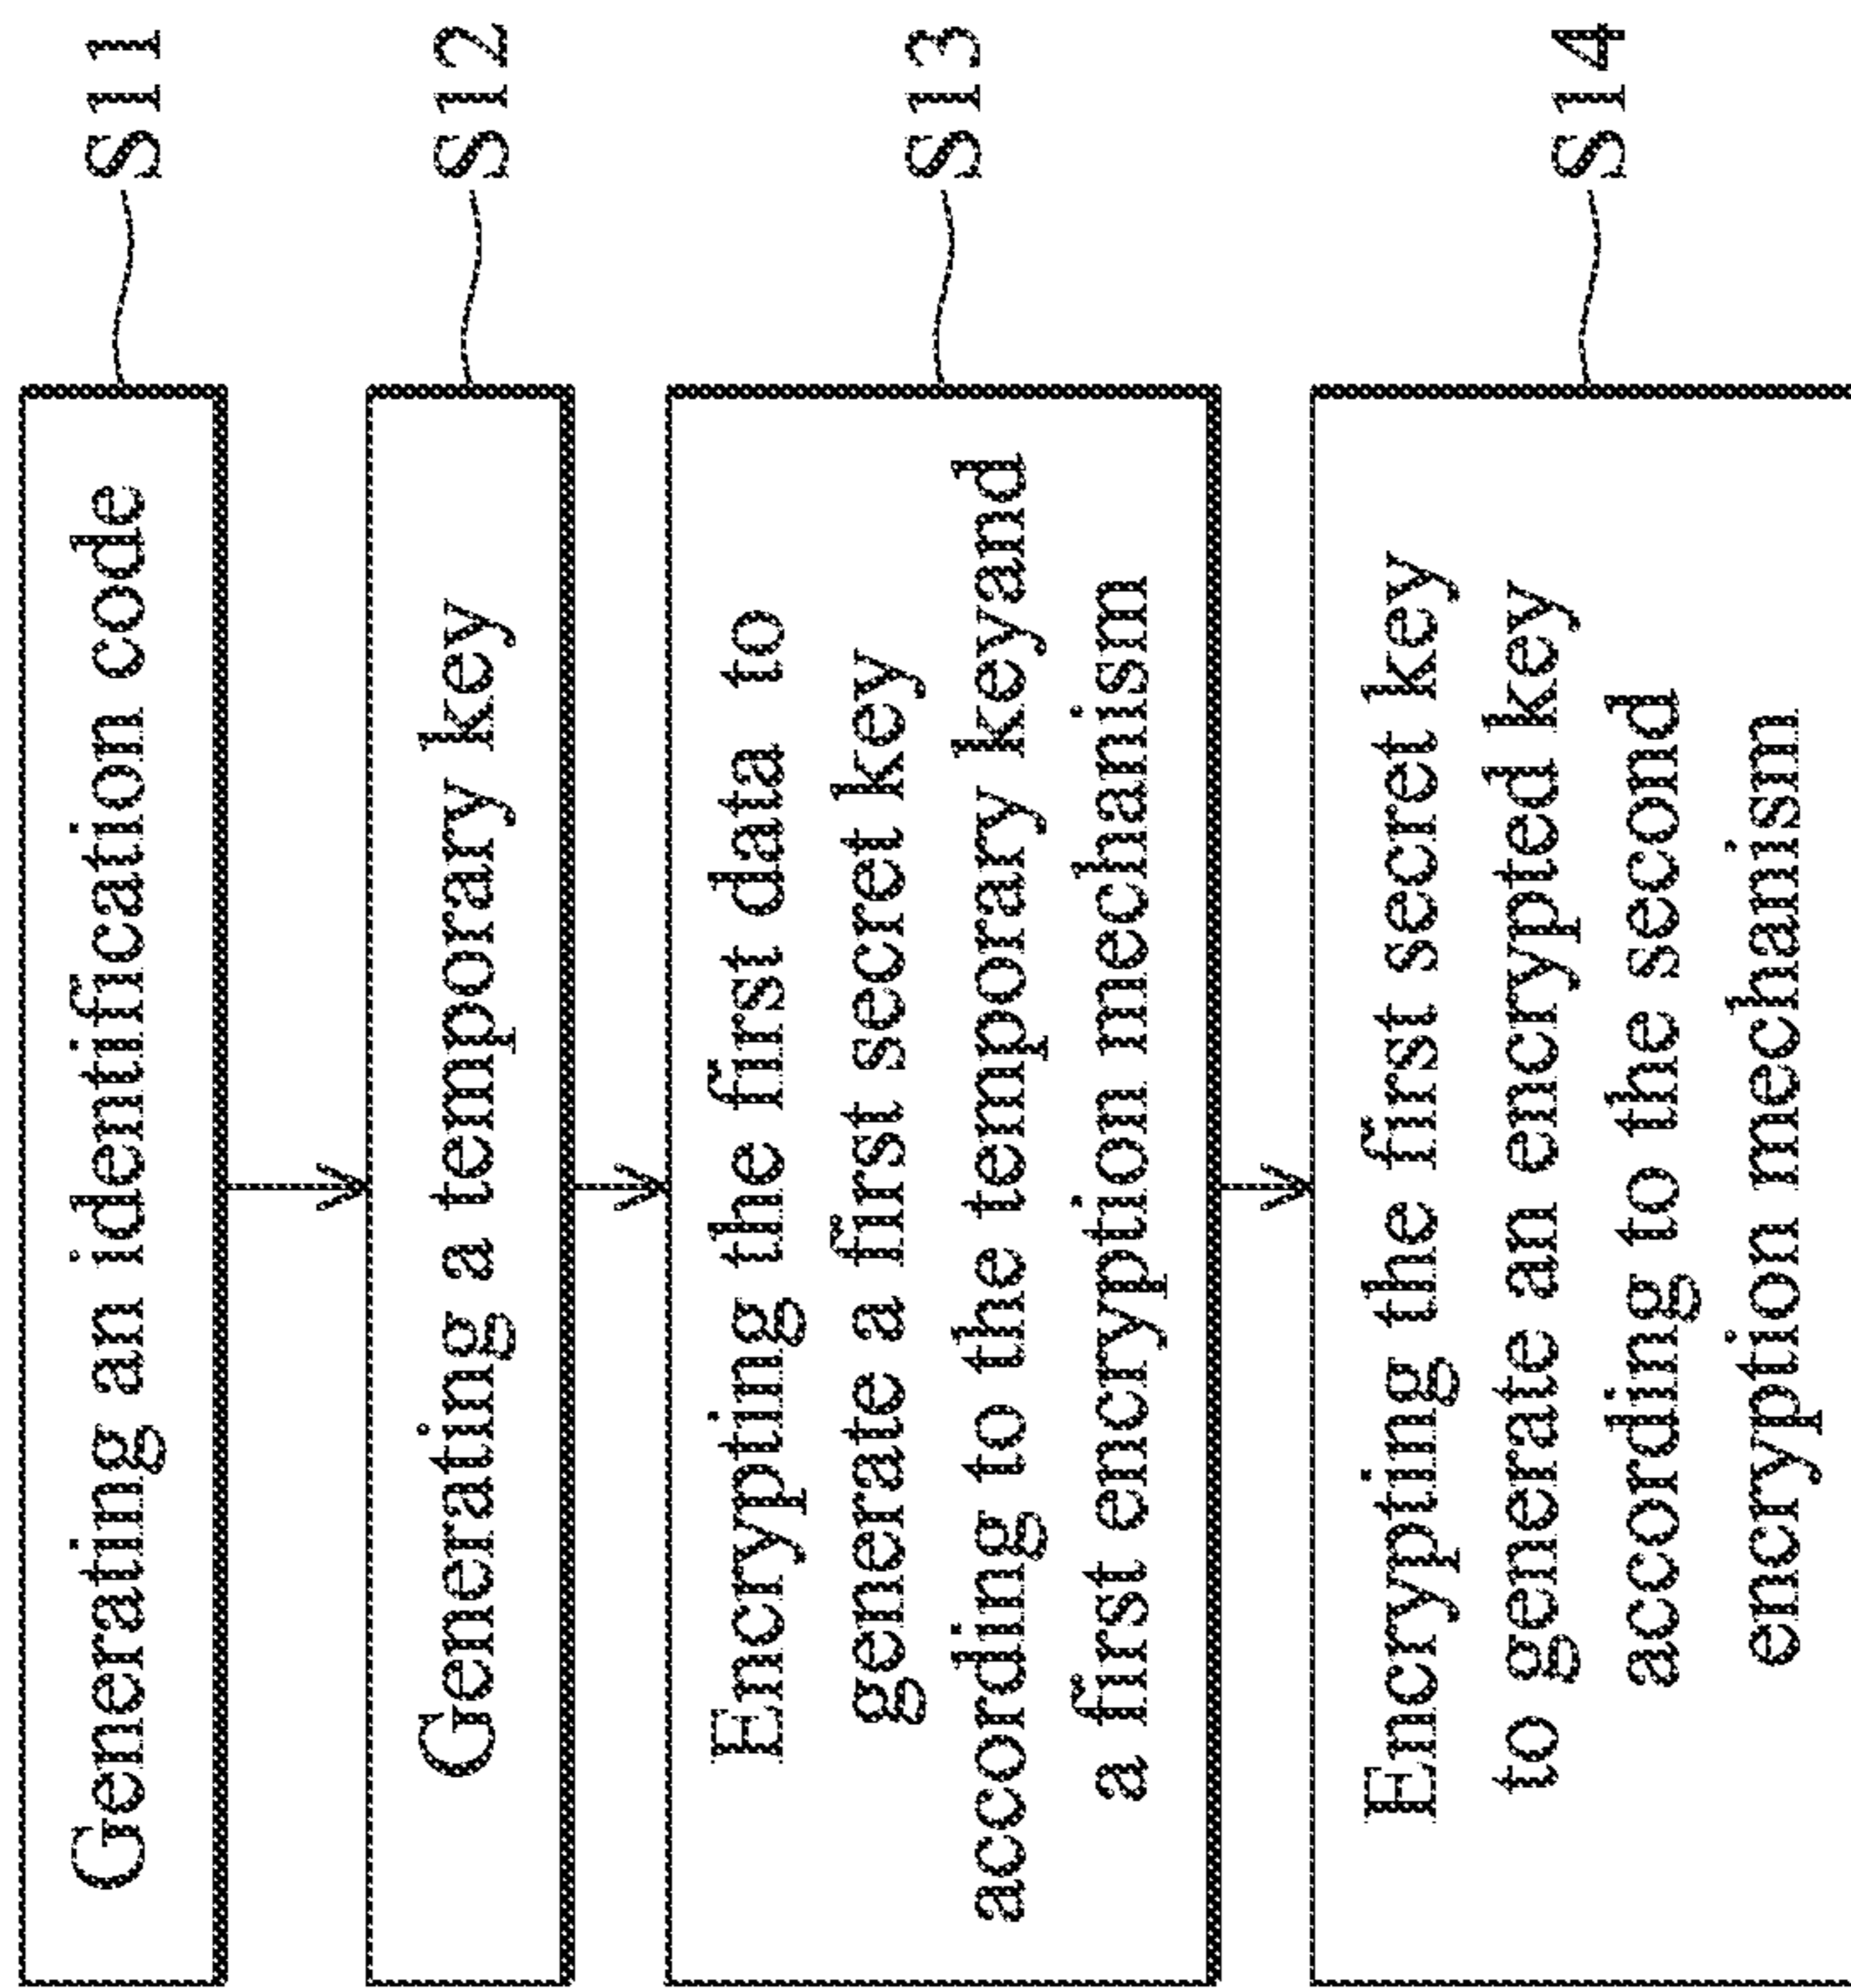 Generating an identification code
S11
Generating a temporary key
S12
Encrypting the first data to
generate a first secret key
according to the temporary keyand
a first encryption mechanism
S13
Encrypting the first secret key
to generate an encrypted key
according to the second
encryption mechanism
S14